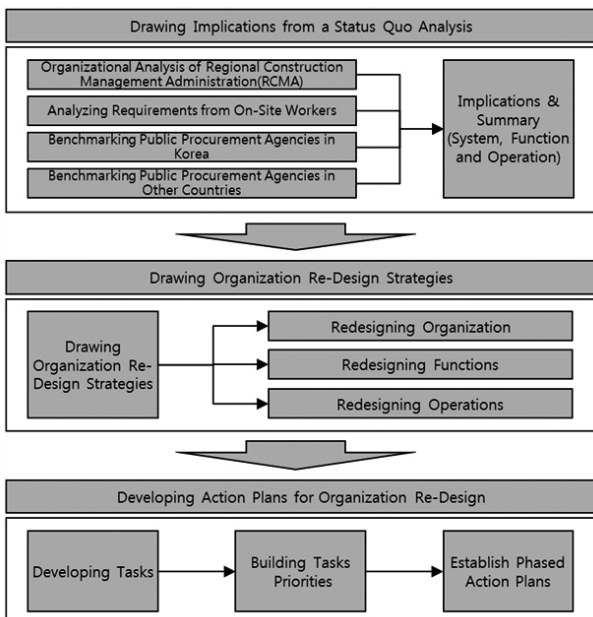 Drawing Implications from a Status Quo Analysis
Organizational Analysis of Regional Construction
Management Administration(RCMA)
Analyzing Requirements from On-Site Workers
Benchmarking Public Procurement Agencies in
Korea
Benchmarking Public Procurement Agencies in
Other Countries
Implications &
Summary
(System, Function
and Operation)
Drawing Organization Re-Design Strategies
Drawing
Organization Re-
Design Strategies
Redesigning Organization
Redesigning Functions
Redesigning Operations
Developing Action Plans for Organization Re-Design
Developing Tasks
Building Tasks
Priorities
Establish Phased
Action Plans